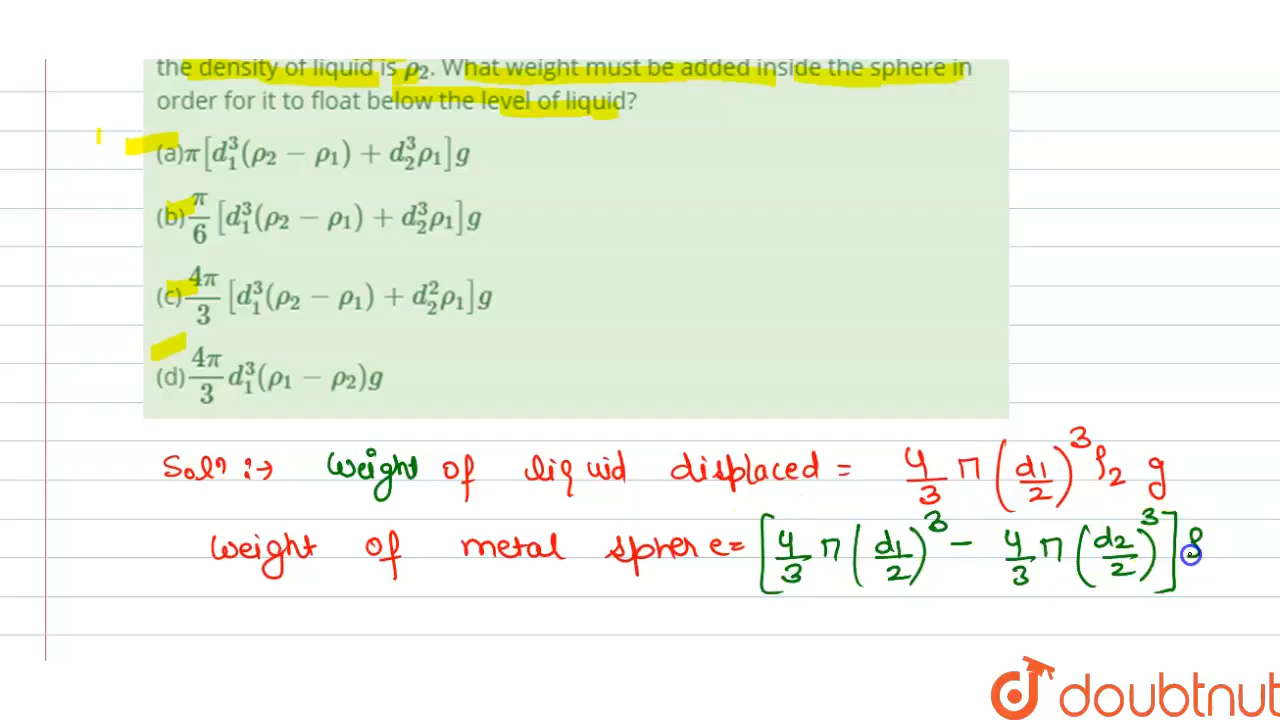 the density of liquid is ρ₂. What weight must be added inside the sphere in
order for it to float below the level of liquid?
(a)π[d₁³(ρ₂ − ρ₁) + d₂³ρ₁]g
(b)π/6 [d₁³(ρ₂ − ρ₁) + d₂³ρ₁]g
(c)4π/3 [d₁³(ρ₂ − ρ₁) + d₂²ρ₁]g
(d)4π/3 d₁³(ρ₁ − ρ₂)g
Solⁿ :→ Weight of liquid displaced = 4/3 π (d₁/2)³ ρ₂ g
Weight of metal sphere = [4/3 π (d₁/2)³ − 4/3 π (d₂/2)³] ρ
doubtnut